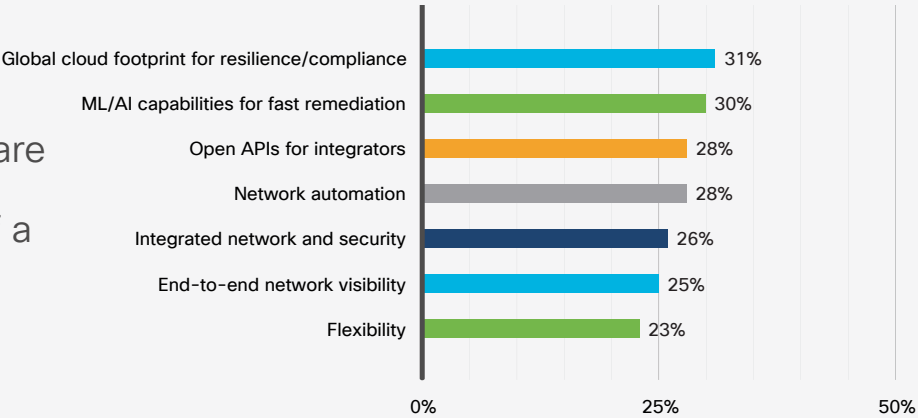 Global cloud footprint for resilience/compliance 31%
ML/AI capabilities for fast remediation 30%
are
Open APIs for integrators 28%
Network automation 28%
a
Integrated network and security 26%
End-to-end network visibility 25%
Flexibility 23%
0% 25% 50%